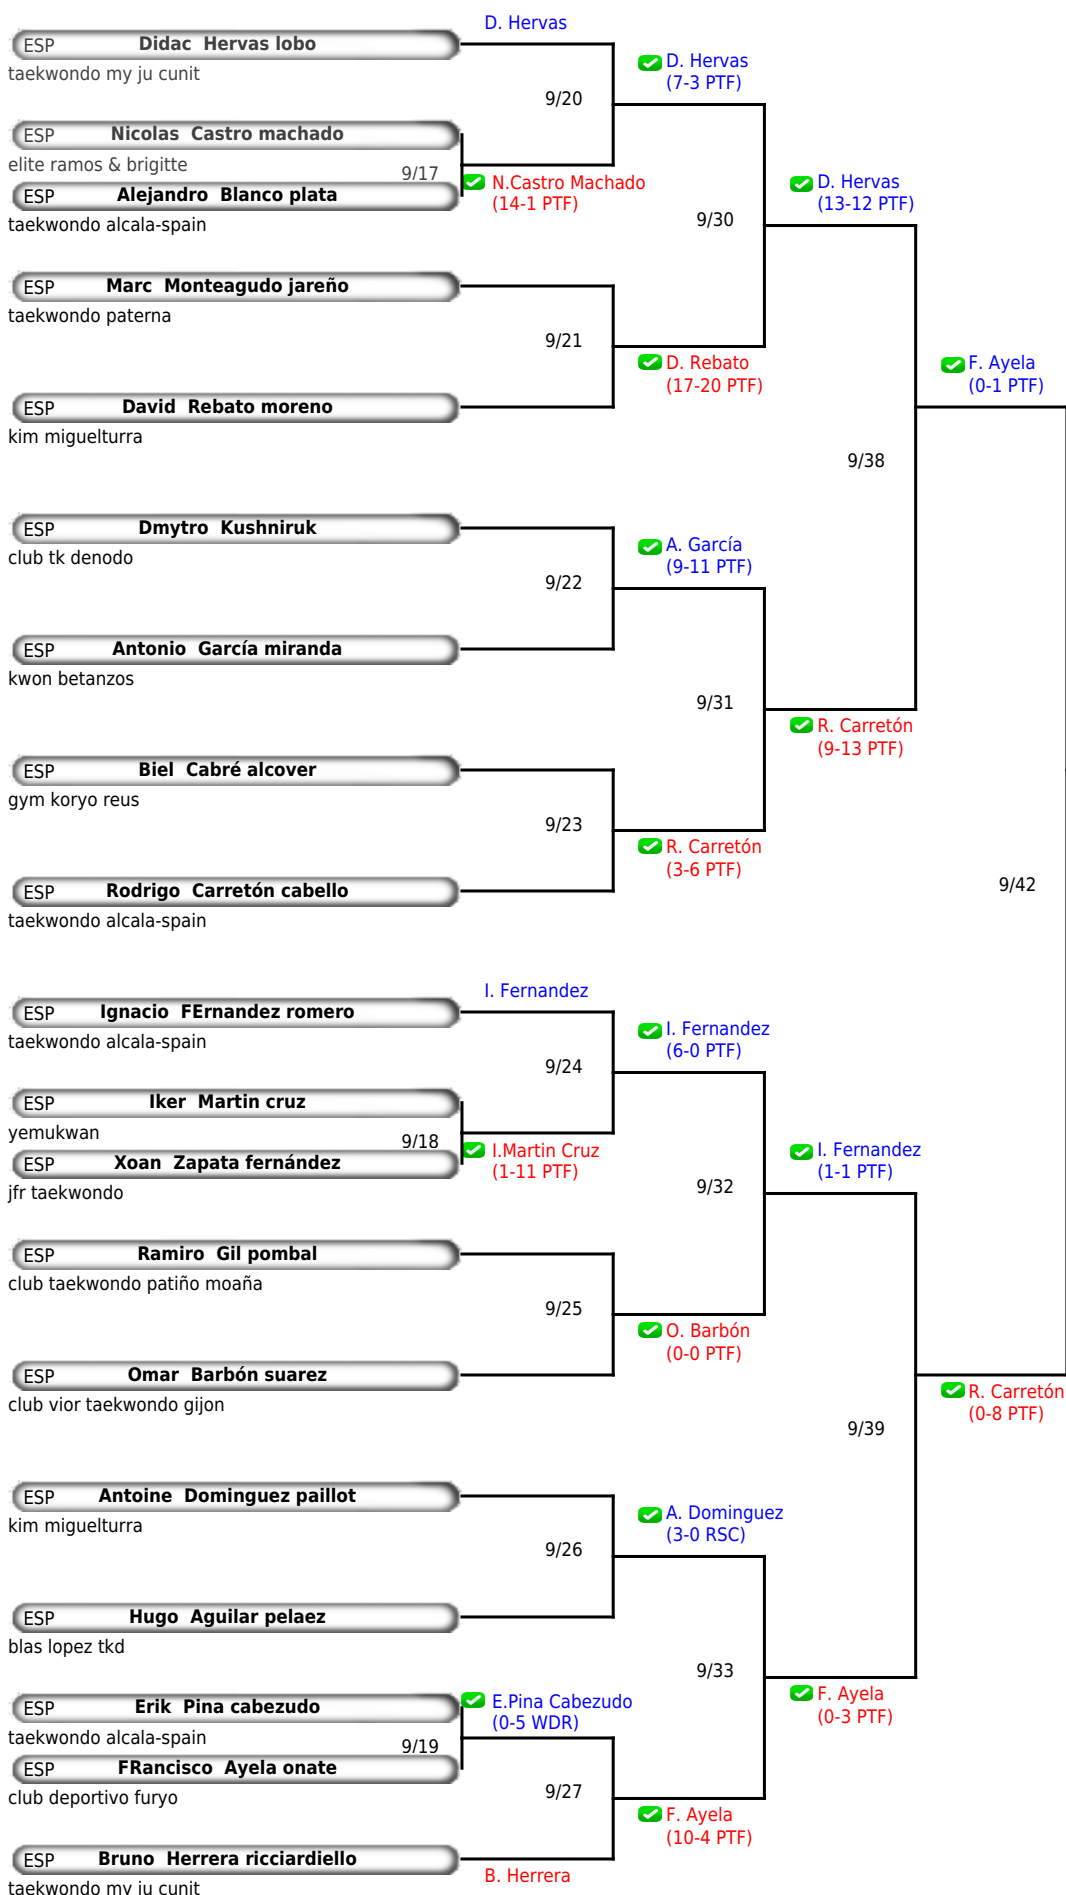 D. Hervas
ESP Didac Hervas lobo
taekwondo my ju cunit
D. Hervas
(7-3 PTF)
9/20
ESP Nicolas Castro machado
elite ramos & brigitte
9/17
N.Castro Machado
(14-1 PTF)
ESP Alejandro Blanco plata
taekwondo alcala-spain
D. Hervas
(13-12 PTF)
9/30
ESP Marc Monteagudo jareño
taekwondo paterna
9/21
D. Rebato
(17-20 PTF)
F. Ayela
(0-1 PTF)
ESP David Rebato moreno
kim miguelturra
9/38
ESP Dmytro Kushniruk
club tk denodo
A. García
(9-11 PTF)
9/22
ESP Antonio García miranda
kwon betanzos
9/31
R. Carretón
(9-13 PTF)
ESP Biel Cabré alcover
gym koryo reus
9/23
R. Carretón
(3-6 PTF)
ESP Rodrigo Carretón cabello
taekwondo alcala-spain
9/42
I. Fernandez
ESP Ignacio FErnandez romero
taekwondo alcala-spain
I. Fernandez
(6-0 PTF)
9/24
ESP Iker Martin cruz
yemukwan
9/18
I.Martin Cruz
(1-11 PTF)
ESP Xoan Zapata fernández
jfr taekwondo
I. Fernandez
(1-1 PTF)
9/32
ESP Ramiro Gil pombal
club taekwondo patiño moaña
9/25
O. Barbón
(0-0 PTF)
ESP Omar Barbón suarez
club vior taekwondo gijon
R. Carretón
(0-8 PTF)
9/39
ESP Antoine Dominguez paillot
kim miguelturra
A. Dominguez
(3-0 RSC)
9/26
ESP Hugo Aguilar pelaez
blas lopez tkd
9/33
F. Ayela
(0-3 PTF)
ESP Erik Pina cabezudo
taekwondo alcala-spain
E.Pina Cabezudo
(0-5 WDR)
9/19
ESP FRancisco Ayela onate
club deportivo furyo
9/27
F. Ayela
(10-4 PTF)
ESP Bruno Herrera ricciardiello
B. Herrera
taekwondo my ju cunit